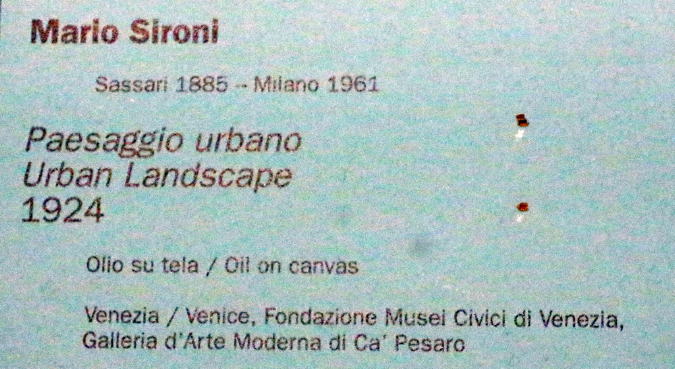 Mario Sironi
Sassari 1885 – Milano 1961
Paesaggio urbano
Urban Landscape
1924
Olio su tela / Oil on canvas
Venezia / Venice, Fondazione Musei Civici di Venezia,
Galleria d'Arte Moderna di Ca' Pesaro